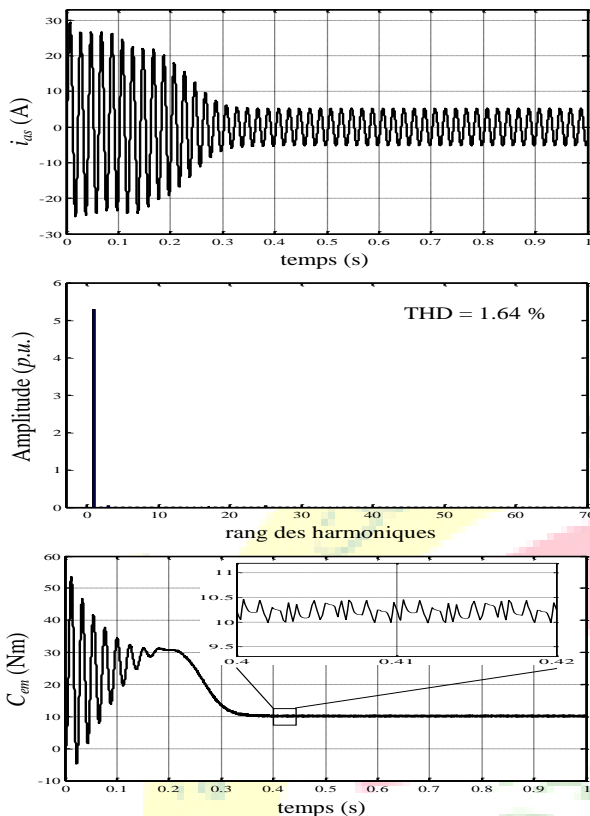 30
20
10
0
-10
-20
-30
i_as (A)
0 0.1 0.2 0.3 0.4 0.5 0.6 0.7 0.8 0.9 1
temps (s)
6
5
4
3
2
1
0
Amplitude (p.u.)
THD = 1.64 %
0 10 20 30 40 50 60 70
rang des harmoniques
60
50
40
30
20
10
0
-10
C_em (Nm)
11
10.5
10
9.5
0.4 0.41 0.42
0 0.1 0.2 0.3 0.4 0.5 0.6 0.7 0.8 0.9 1
temps (s)